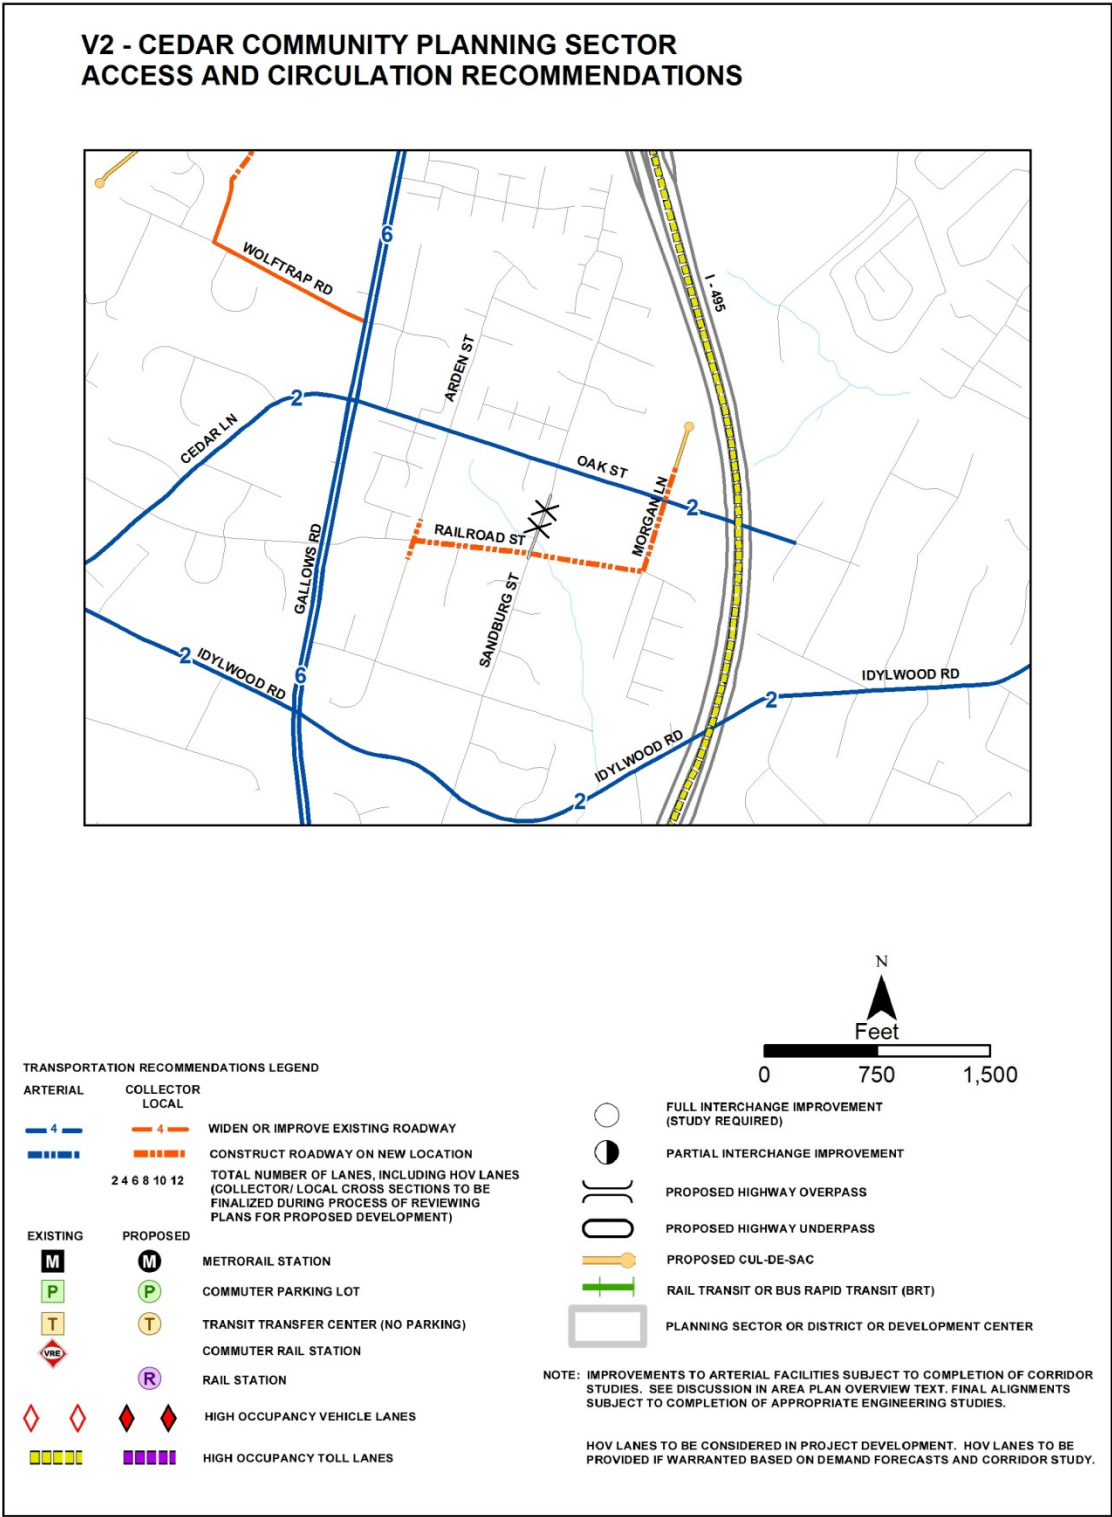 V2 - CEDAR COMMUNITY PLANNING SECTOR
ACCESS AND CIRCULATION RECOMMENDATIONS
6
WOLFTRAP RD
I - 495
ARDEN ST
2
CEDAR LN
OAK ST
MORGAN LN
2
RAILROAD ST
GALLOWS RD
SANDBURG ST
2
IDYLWOOD RD
6
IDYLWOOD RD
2
IDYLWOOD RD
2
N
Feet
0 750 1,500
TRANSPORTATION RECOMMENDATIONS LEGEND
ARTERIAL
COLLECTOR
LOCAL
4 4 WIDEN OR IMPROVE EXISTING ROADWAY
CONSTRUCT ROADWAY ON NEW LOCATION
2 4 6 8 10 12 TOTAL NUMBER OF LANES, INCLUDING HOV LANES
(COLLECTOR/ LOCAL CROSS SECTIONS TO BE
FINALIZED DURING PROCESS OF REVIEWING
PLANS FOR PROPOSED DEVELOPMENT)
EXISTING PROPOSED
M M METRORAIL STATION
P P COMMUTER PARKING LOT
T T TRANSIT TRANSFER CENTER (NO PARKING)
VRE COMMUTER RAIL STATION
R RAIL STATION
HIGH OCCUPANCY VEHICLE LANES
HIGH OCCUPANCY TOLL LANES
FULL INTERCHANGE IMPROVEMENT
(STUDY REQUIRED)
PARTIAL INTERCHANGE IMPROVEMENT
PROPOSED HIGHWAY OVERPASS
PROPOSED HIGHWAY UNDERPASS
PROPOSED CUL-DE-SAC
RAIL TRANSIT OR BUS RAPID TRANSIT (BRT)
PLANNING SECTOR OR DISTRICT OR DEVELOPMENT CENTER
NOTE: IMPROVEMENTS TO ARTERIAL FACILITIES SUBJECT TO COMPLETION OF CORRIDOR
STUDIES. SEE DISCUSSION IN AREA PLAN OVERVIEW TEXT. FINAL ALIGNMENTS
SUBJECT TO COMPLETION OF APPROPRIATE ENGINEERING STUDIES.
HOV LANES TO BE CONSIDERED IN PROJECT DEVELOPMENT. HOV LANES TO BE
PROVIDED IF WARRANTED BASED ON DEMAND FORECASTS AND CORRIDOR STUDY.